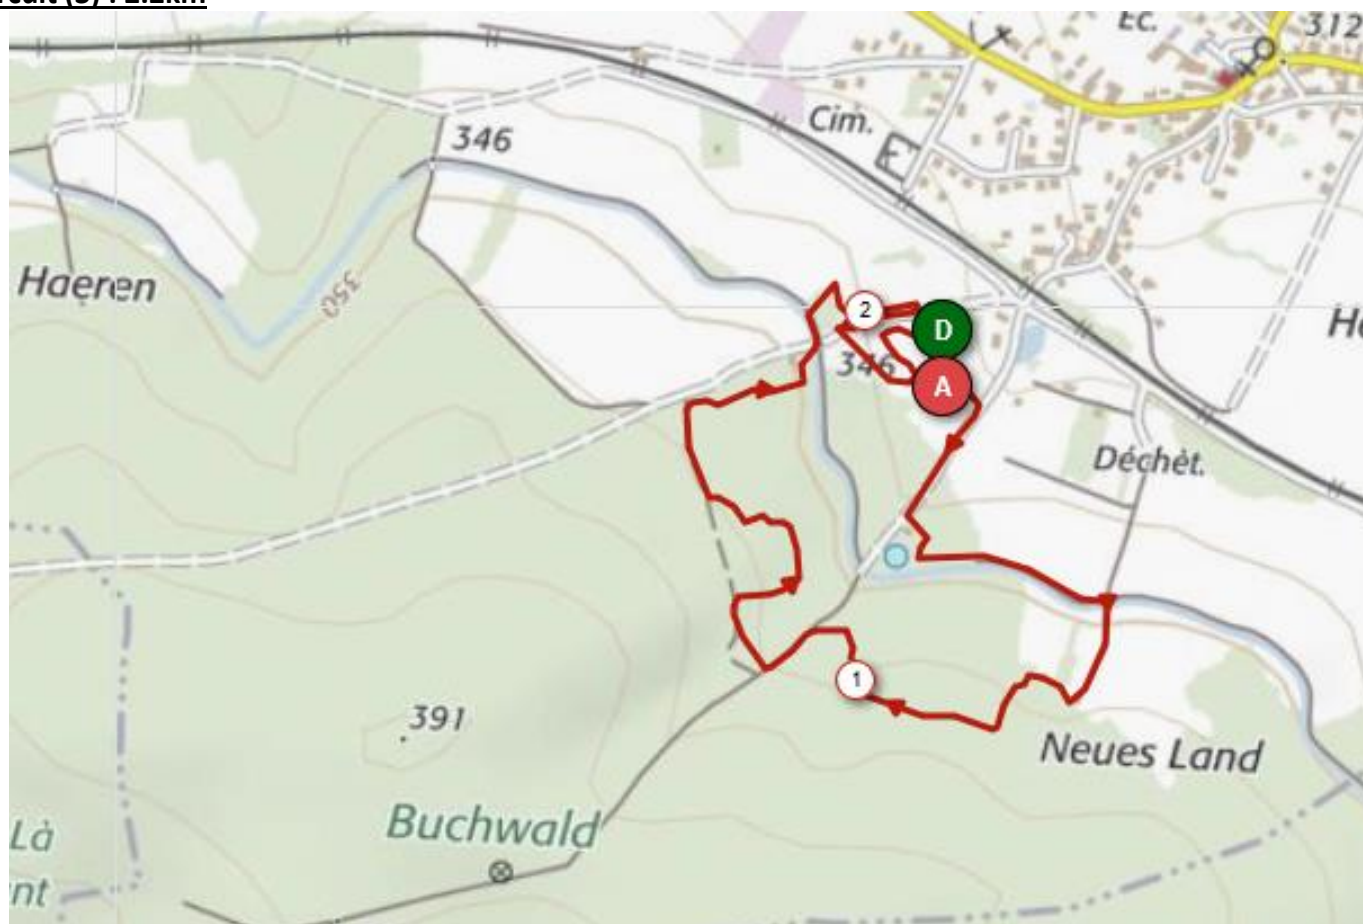 Ec.
312
Cim.
346
Haeren
350
2
D
346
A
Déchèt.
1
Neues Land
391
Buchwald
Là
nt